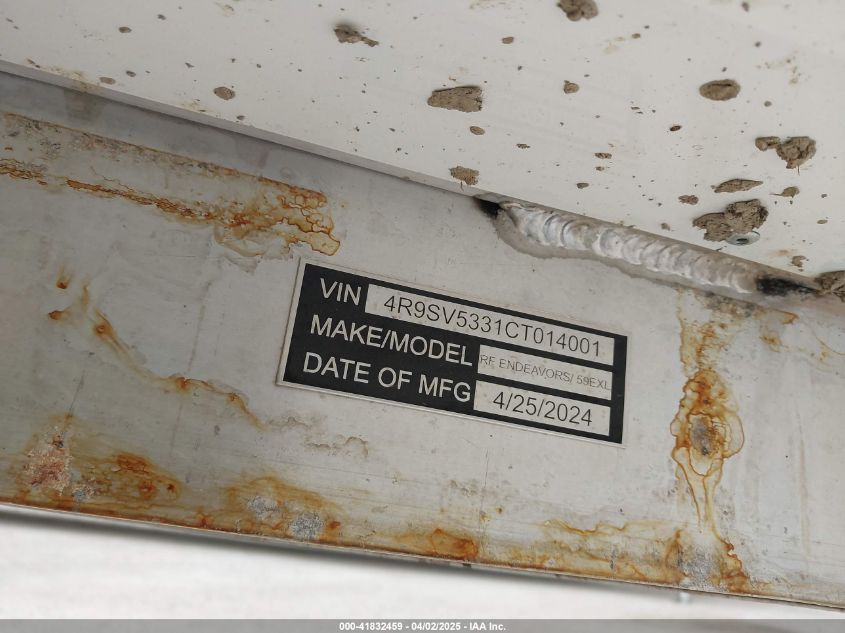 VIN 4R9SV5331CT014001
MAKE/MODEL RF ENDEAVORS/ 59EXL
DATE OF MFG 4/25/2024
000-41832459 - 04/02/2025 - IAA Inc.